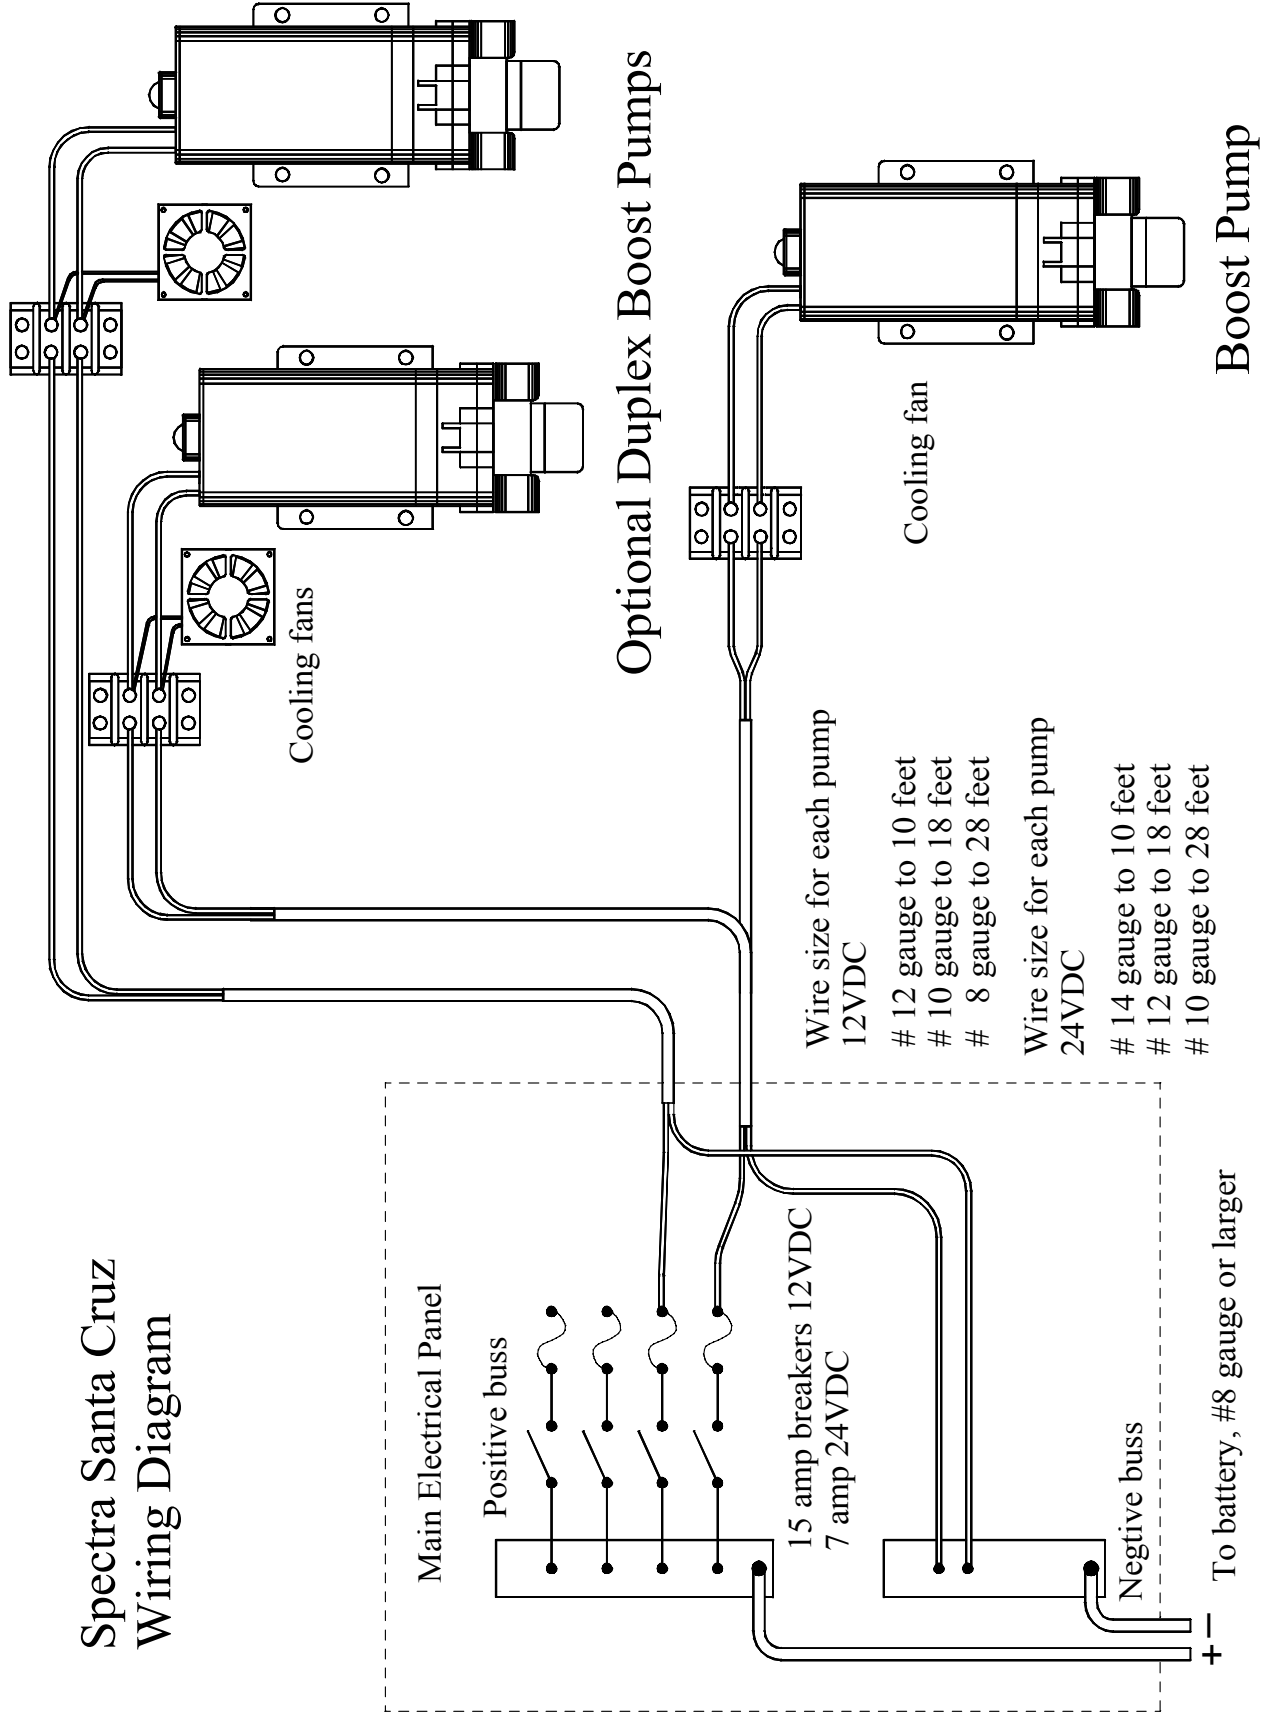 Spectra Santa Cruz
Wiring Diagram
Main Electrical Panel
Positive buss
15 amp breakers 12VDC
7 amp 24VDC
Negtive buss
+ –
To battery, #8 gauge or larger
Cooling fans
Optional Duplex Boost Pumps
Wire size for each pump
12VDC
# 12 gauge to 10 feet
# 10 gauge to 18 feet
# 8 gauge to 28 feet
Wire size for each pump
24VDC
# 14 gauge to 10 feet
# 12 gauge to 18 feet
# 10 gauge to 28 feet
Cooling fan
Boost Pump